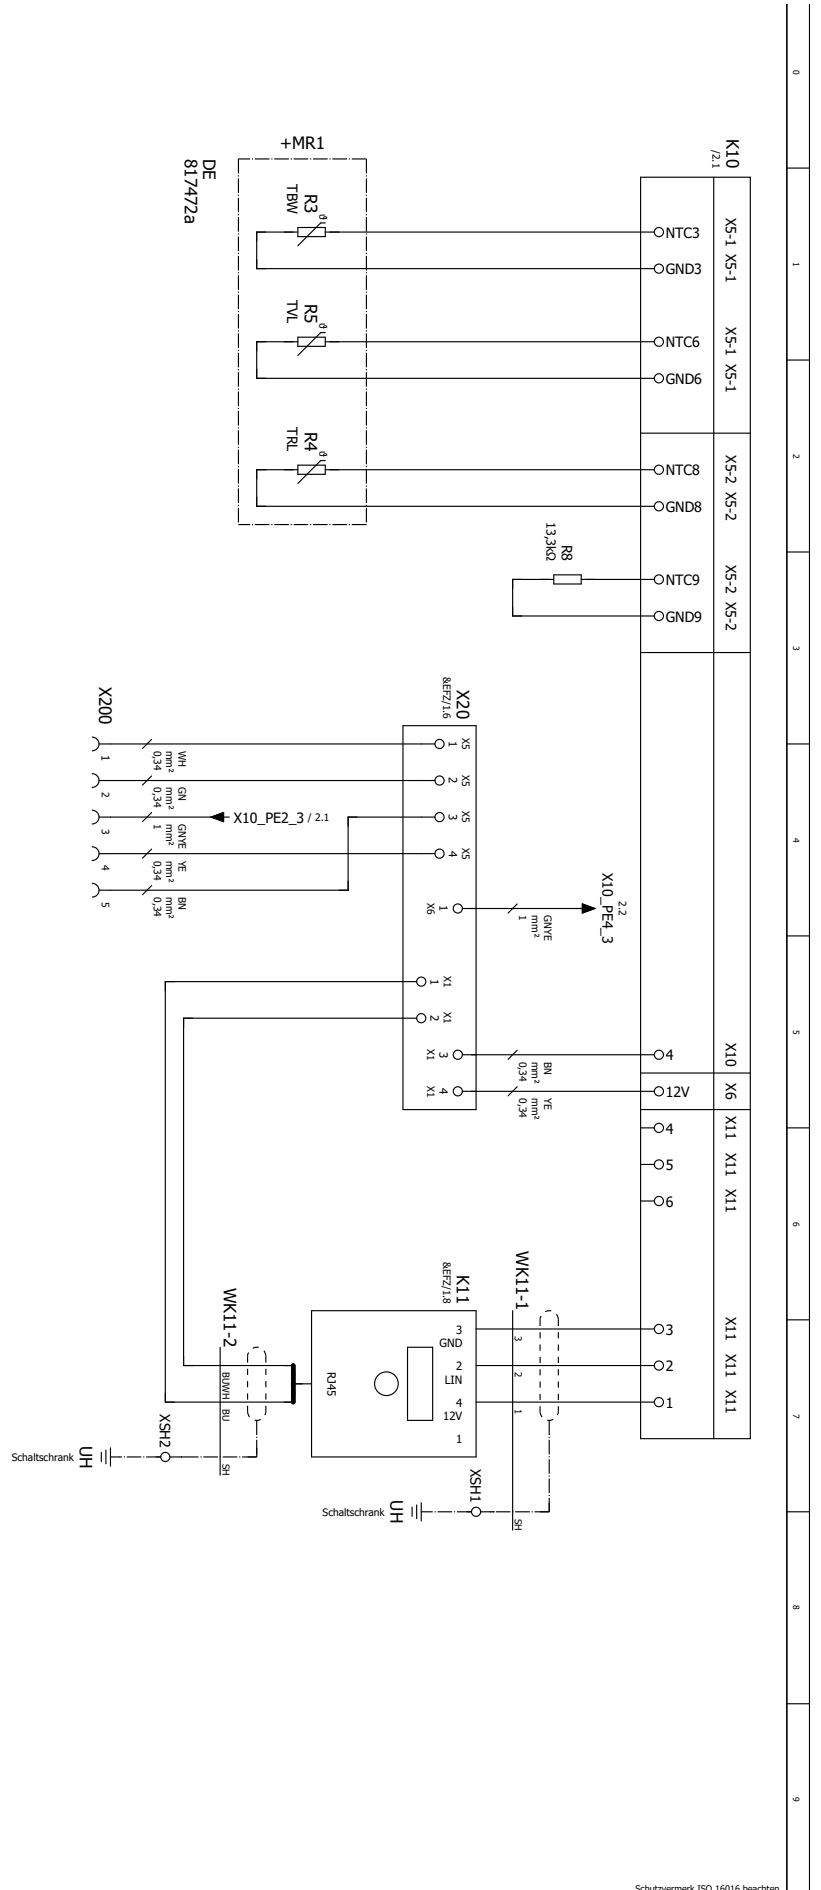 0
1
2
3
4
5
6
7
8
9
K10
/2.1
X5-1 X5-1
X5-1 X5-1
X5-2 X5-2
X5-2 X5-2
X10
X6
X11
X11
X11
X11
X11
X11
NTC3
GND3
NTC6
GND6
NTC8
GND8
NTC9
GND9
4
12V
4
5
6
3
2
1
+MR1
R3
TBW
ϑ
R5
TVL
ϑ
R4
TRL
ϑ
DE
817472a
R8
13,3kΩ
X20
&EFZ/1.6
1 X5
2 X5
3 X5
4 X5
X6 1
1 X1
2 X1
X1 3
X1 4
X10_PE4_3
2.2
GNYE
mm²
1
BN
mm²
0,34
YE
mm²
0,34
X200
1
2
3
4
5
WH
mm²
0,34
GN
mm²
0,34
GNYE
mm²
1
YE
mm²
0,34
BN
mm²
0,34
X10_PE2_3 / 2.1
WK11-1
3
2
1
SH
K11
&EFZ/1.8
3
GND
2
LIN
4
12V
1
RJ45
WK11-2
BUWH
BU
SH
XSH1
UH
Schaltschrank
XSH2
UH
Schaltschrank
Schutzvermerk ISO 16016 beachten